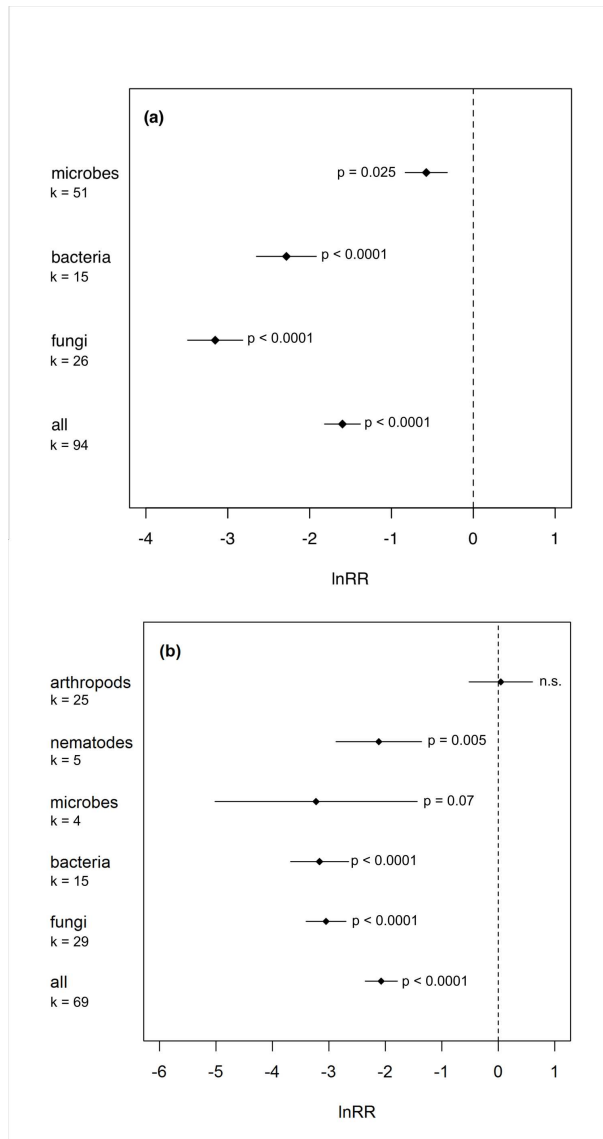 (a)
microbes
k = 51
p = 0.025
bacteria
k = 15
p < 0.0001
fungi
k = 26
p < 0.0001
all
k = 94
p < 0.0001
-4 -3 -2 -1 0 1
lnRR
(b)
arthropods
k = 25
n.s.
nematodes
k = 5
p = 0.005
microbes
k = 4
p = 0.07
bacteria
k = 15
p < 0.0001
fungi
k = 29
p < 0.0001
all
k = 69
p < 0.0001
-6 -5 -4 -3 -2 -1 0 1
lnRR